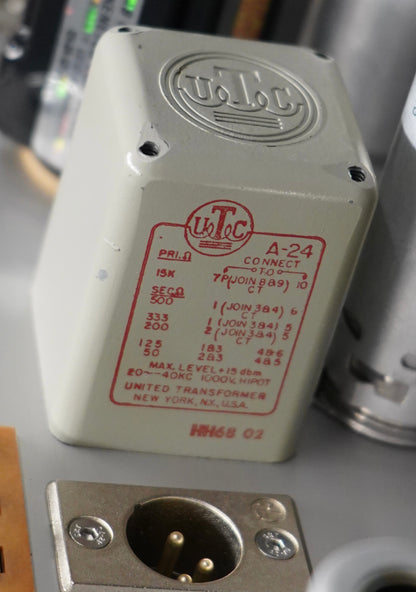 UTC
UTC
A-24
PRI. Ω CONNECT
TO
15K 7P(JOIN 8&9) 10
CT
SEC. Ω
500 1 (JOIN 3&4) 6
CT
333 1 (JOIN 3&4) 5
200 2 (JOIN 3&4) 5
CT
125 1&3 4&6
50 2&3 4&5
MAX. LEVEL +15 dbm
20~-40KC 1000V. HIPOT
UNITED TRANSFORMER
NEW YORK, N.Y., U.S.A.
HH68 02